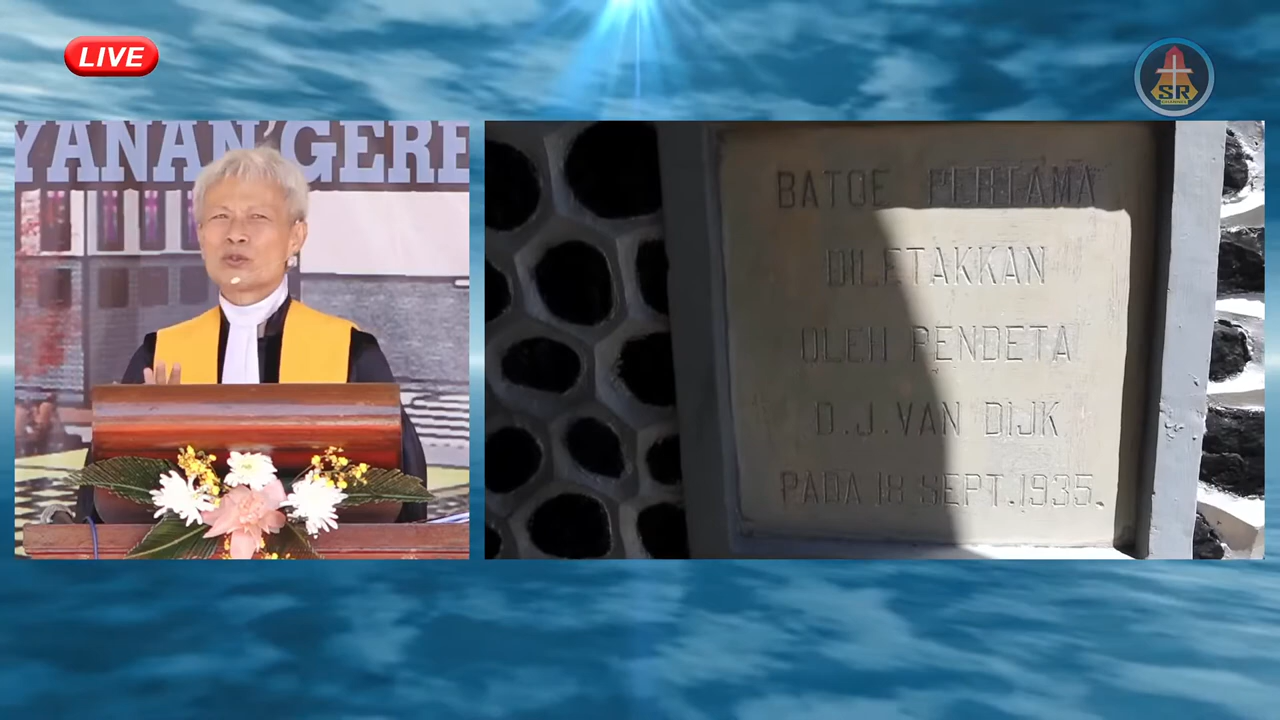 LIVE
SR
YANAN GERE
BATOE PERTAMA
DILETAKKAN
OLEH PENDETA
D.J. VAN DIJK
PADA 18 SEPT. 1935.